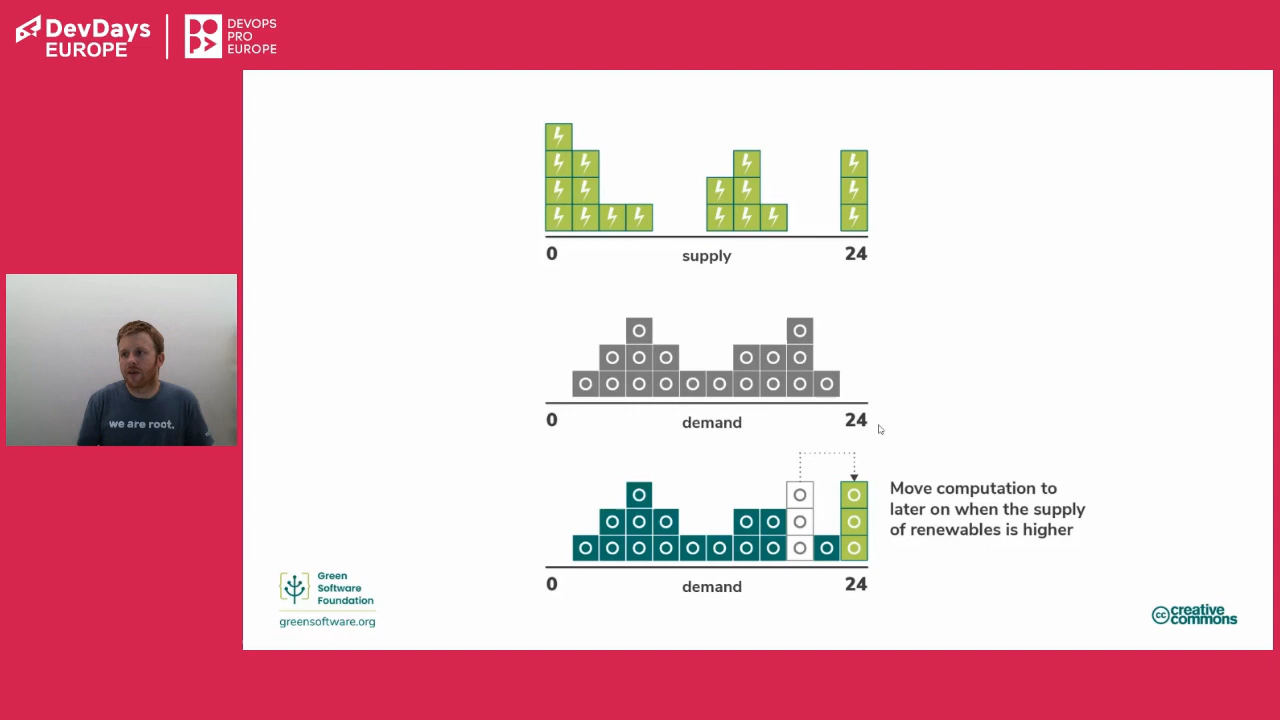 DevDays
EUROPE
DEVOPS
PRO
EUROPE
0
supply
24
we are root.
0
demand
24
Move computation to
later on when the supply
of renewables is higher
0
demand
24
Green
Software
Foundation
greensoftware.org
cc creative
commons